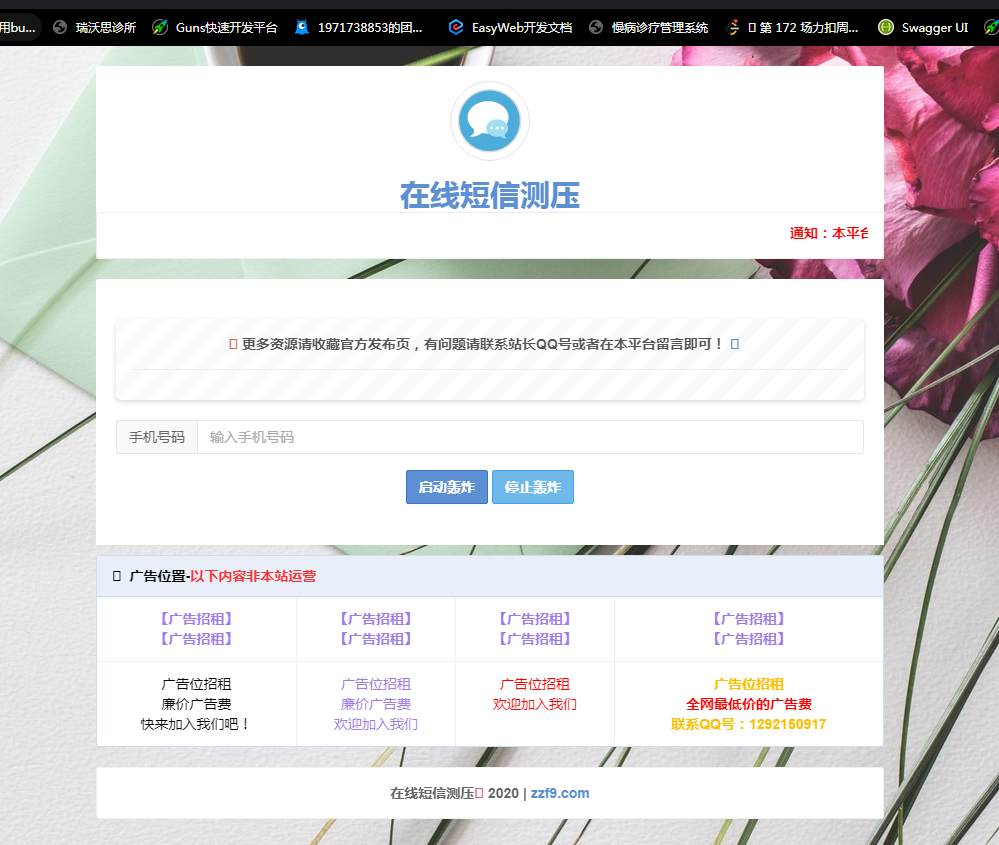 用bu... 瑞沃思诊所 Guns快速开发平台 1971738853的团... EasyWeb开发文档 慢病诊疗管理系统 第 172 场力扣周... Swagger UI
在线短信测压
通知：本平台
更多资源请收藏官方发布页，有问题请联系站长QQ号或者在本平台留言即可！
手机号码 输入手机号码
启动轰炸 停止轰炸
广告位置-以下内容非本站运营
【广告招租】 【广告招租】 【广告招租】 【广告招租】
【广告招租】 【广告招租】 【广告招租】 【广告招租】
广告位招租 广告位招租 广告位招租 广告位招租
廉价广告费 廉价广告费 欢迎加入我们 全网最低价的广告费
快来加入我们吧！ 欢迎加入我们 联系QQ号：1292150917
在线短信测压 2020 | zzf9.com